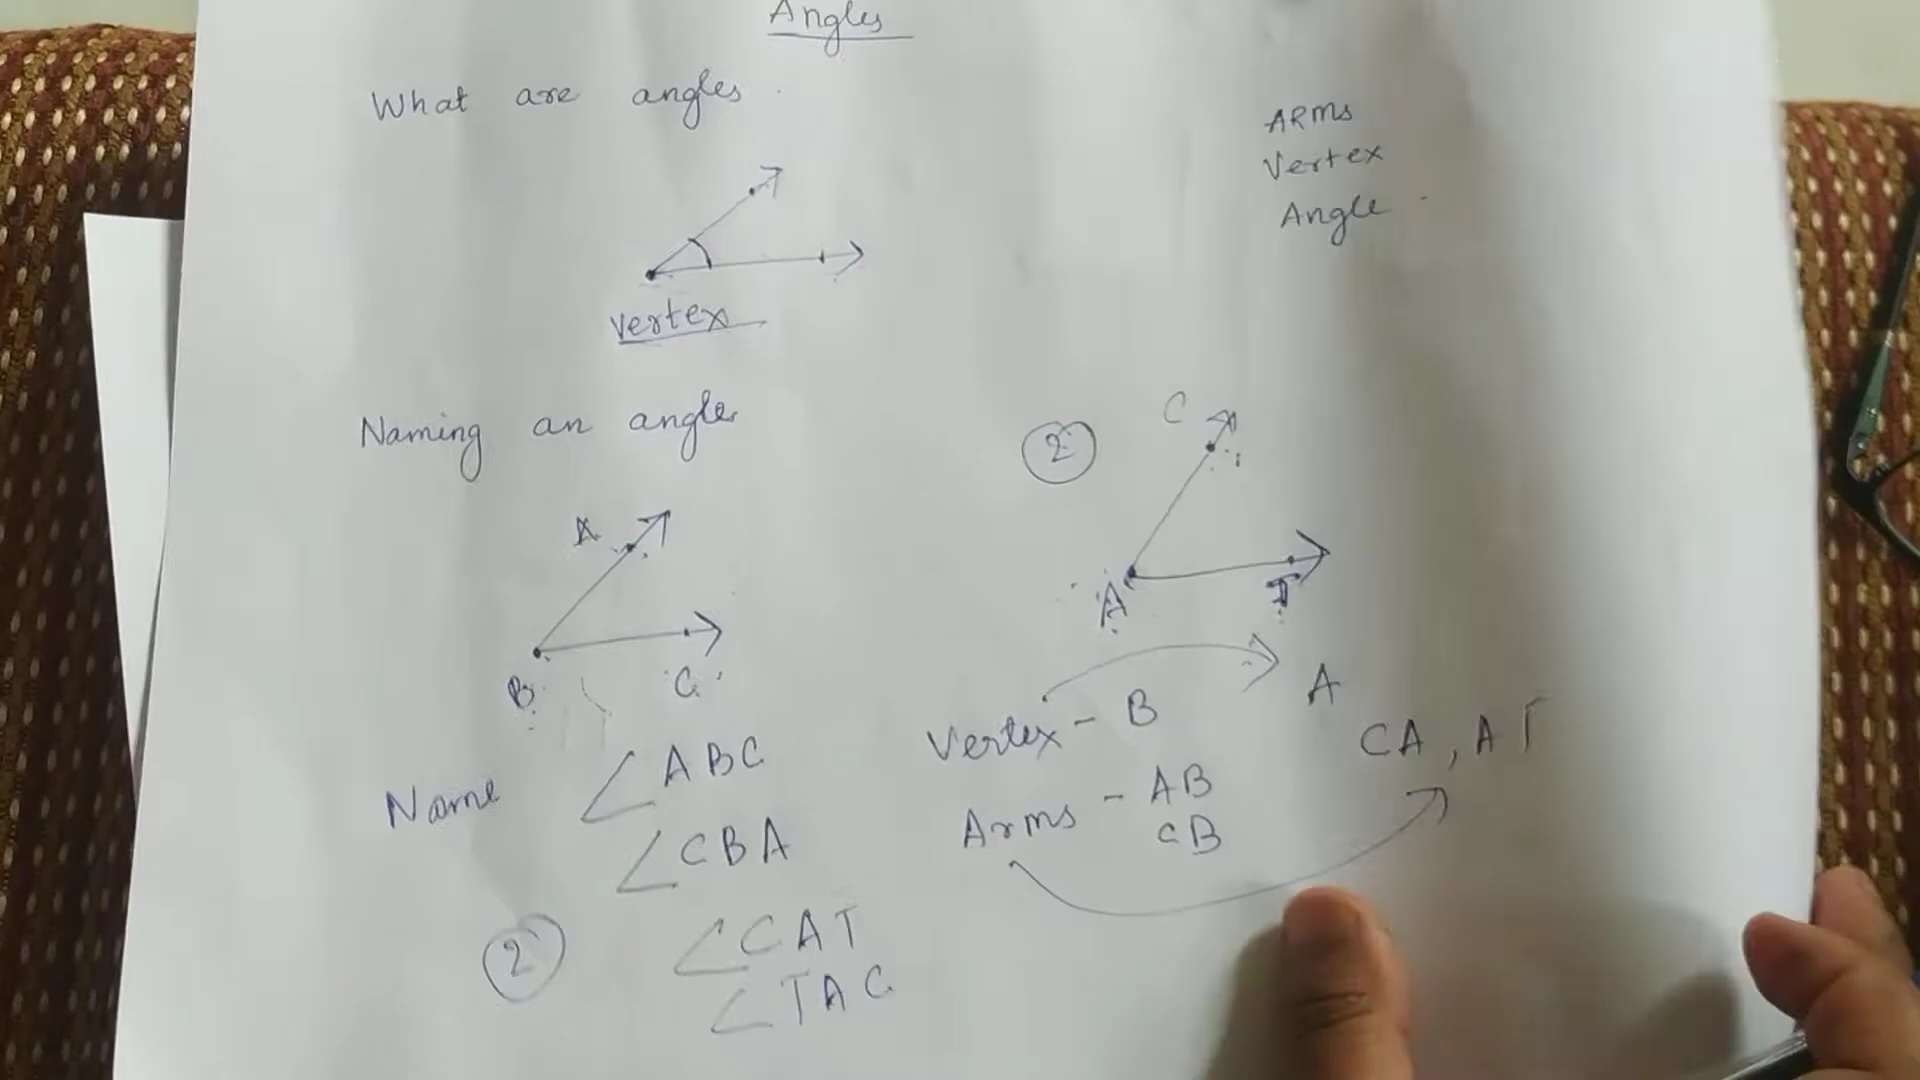 Angles
What are angles
ARMs
Vertex
Angle
Vertex
Naming an angle
2
C
A
T
A
B
C
Vertex - B
A
Arms - AB
CB
CA, AT
Name ∠ABC
∠CBA
2 ∠CAT
∠TAC